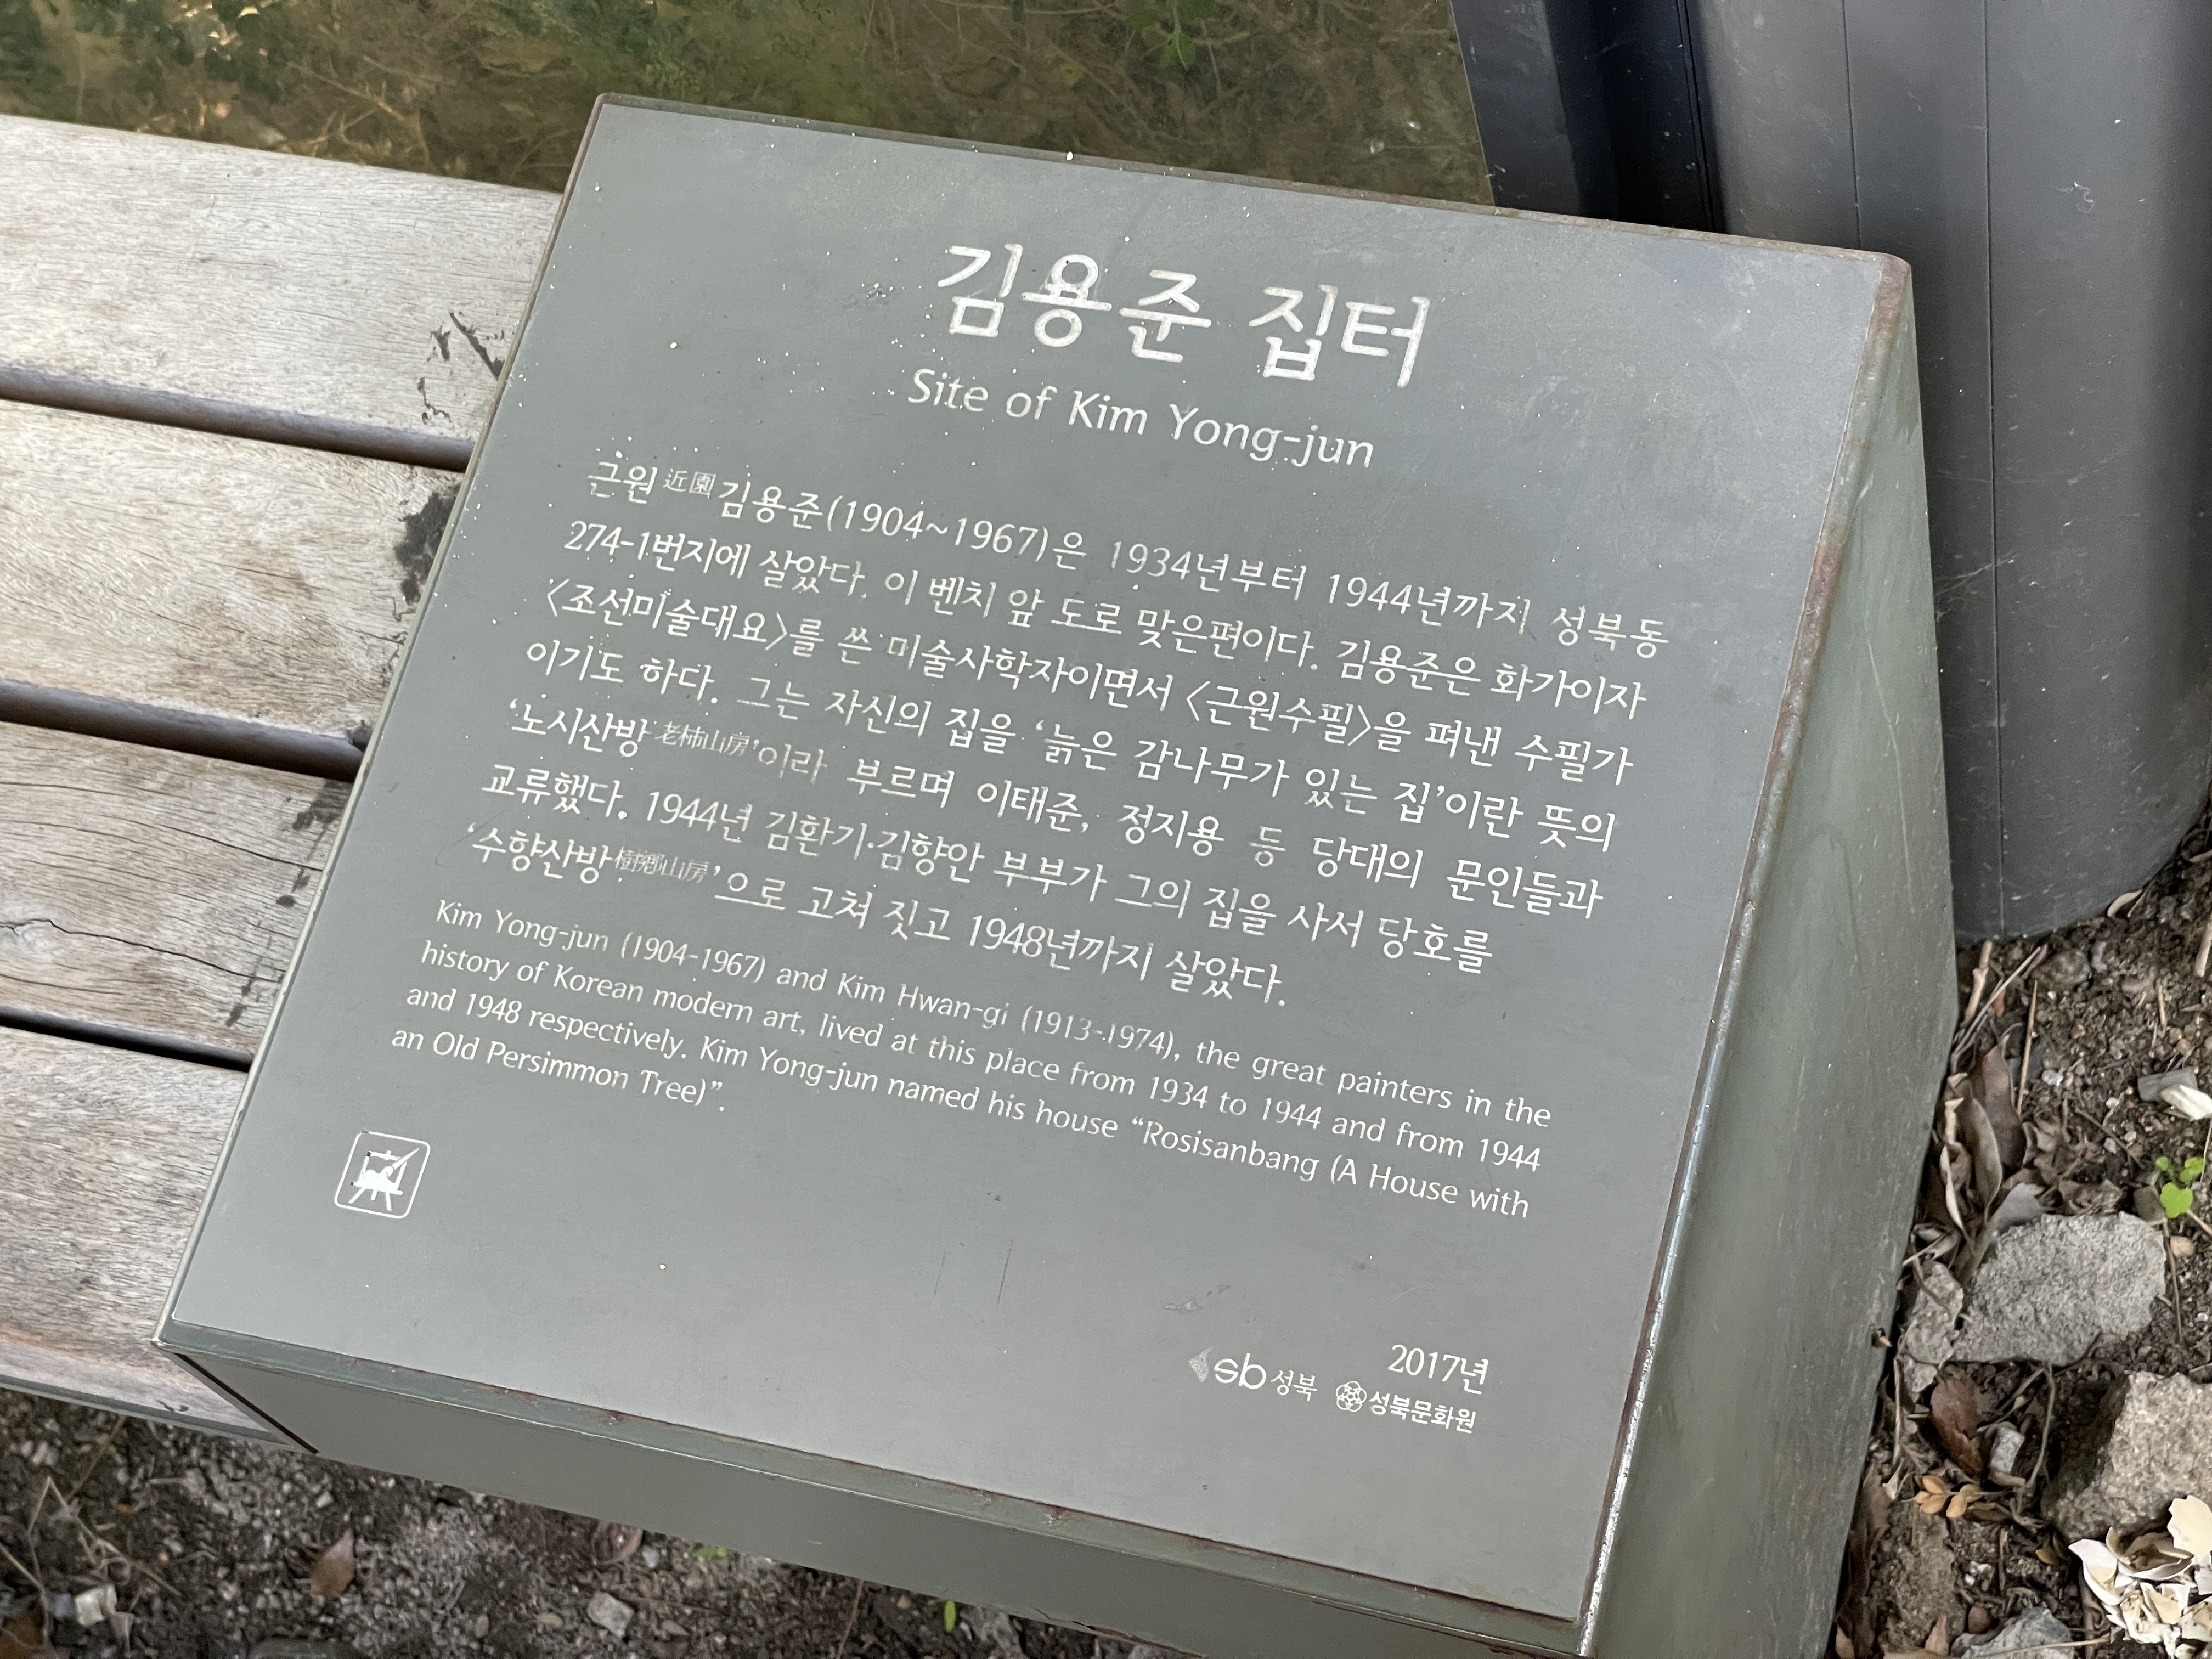 김용준 집터
Site of Kim Yong-jun
근원近園김용준(1904~1967)은 1934년부터 1944년까지 성북동
274-1번지에 살았다. 이 벤치 앞 도로 맞은편이다. 김용준은 화가이자
〈조선미술대요〉를 쓴 미술사학자이면서 〈근원수필〉을 펴낸 수필가
이기도 하다. 그는 자신의 집을 ‘늙은 감나무가 있는 집’이란 뜻의
‘노시산방老柿山房’이라 부르며 이태준, 정지용 등 당대의 문인들과
교류했다. 1944년 김환기·김향안 부부가 그의 집을 사서 당호를
‘수향산방樹鄕山房’으로 고쳐 짓고 1948년까지 살았다.
Kim Yong-jun (1904-1967) and Kim Hwan-gi (1913-1974), the great painters in the
history of Korean modern art, lived at this place from 1934 to 1944 and from 1944
and 1948 respectively. Kim Yong-jun named his house “Rosisanbang (A House with
an Old Persimmon Tree)”.
2017년
sb 성북 성북문화원